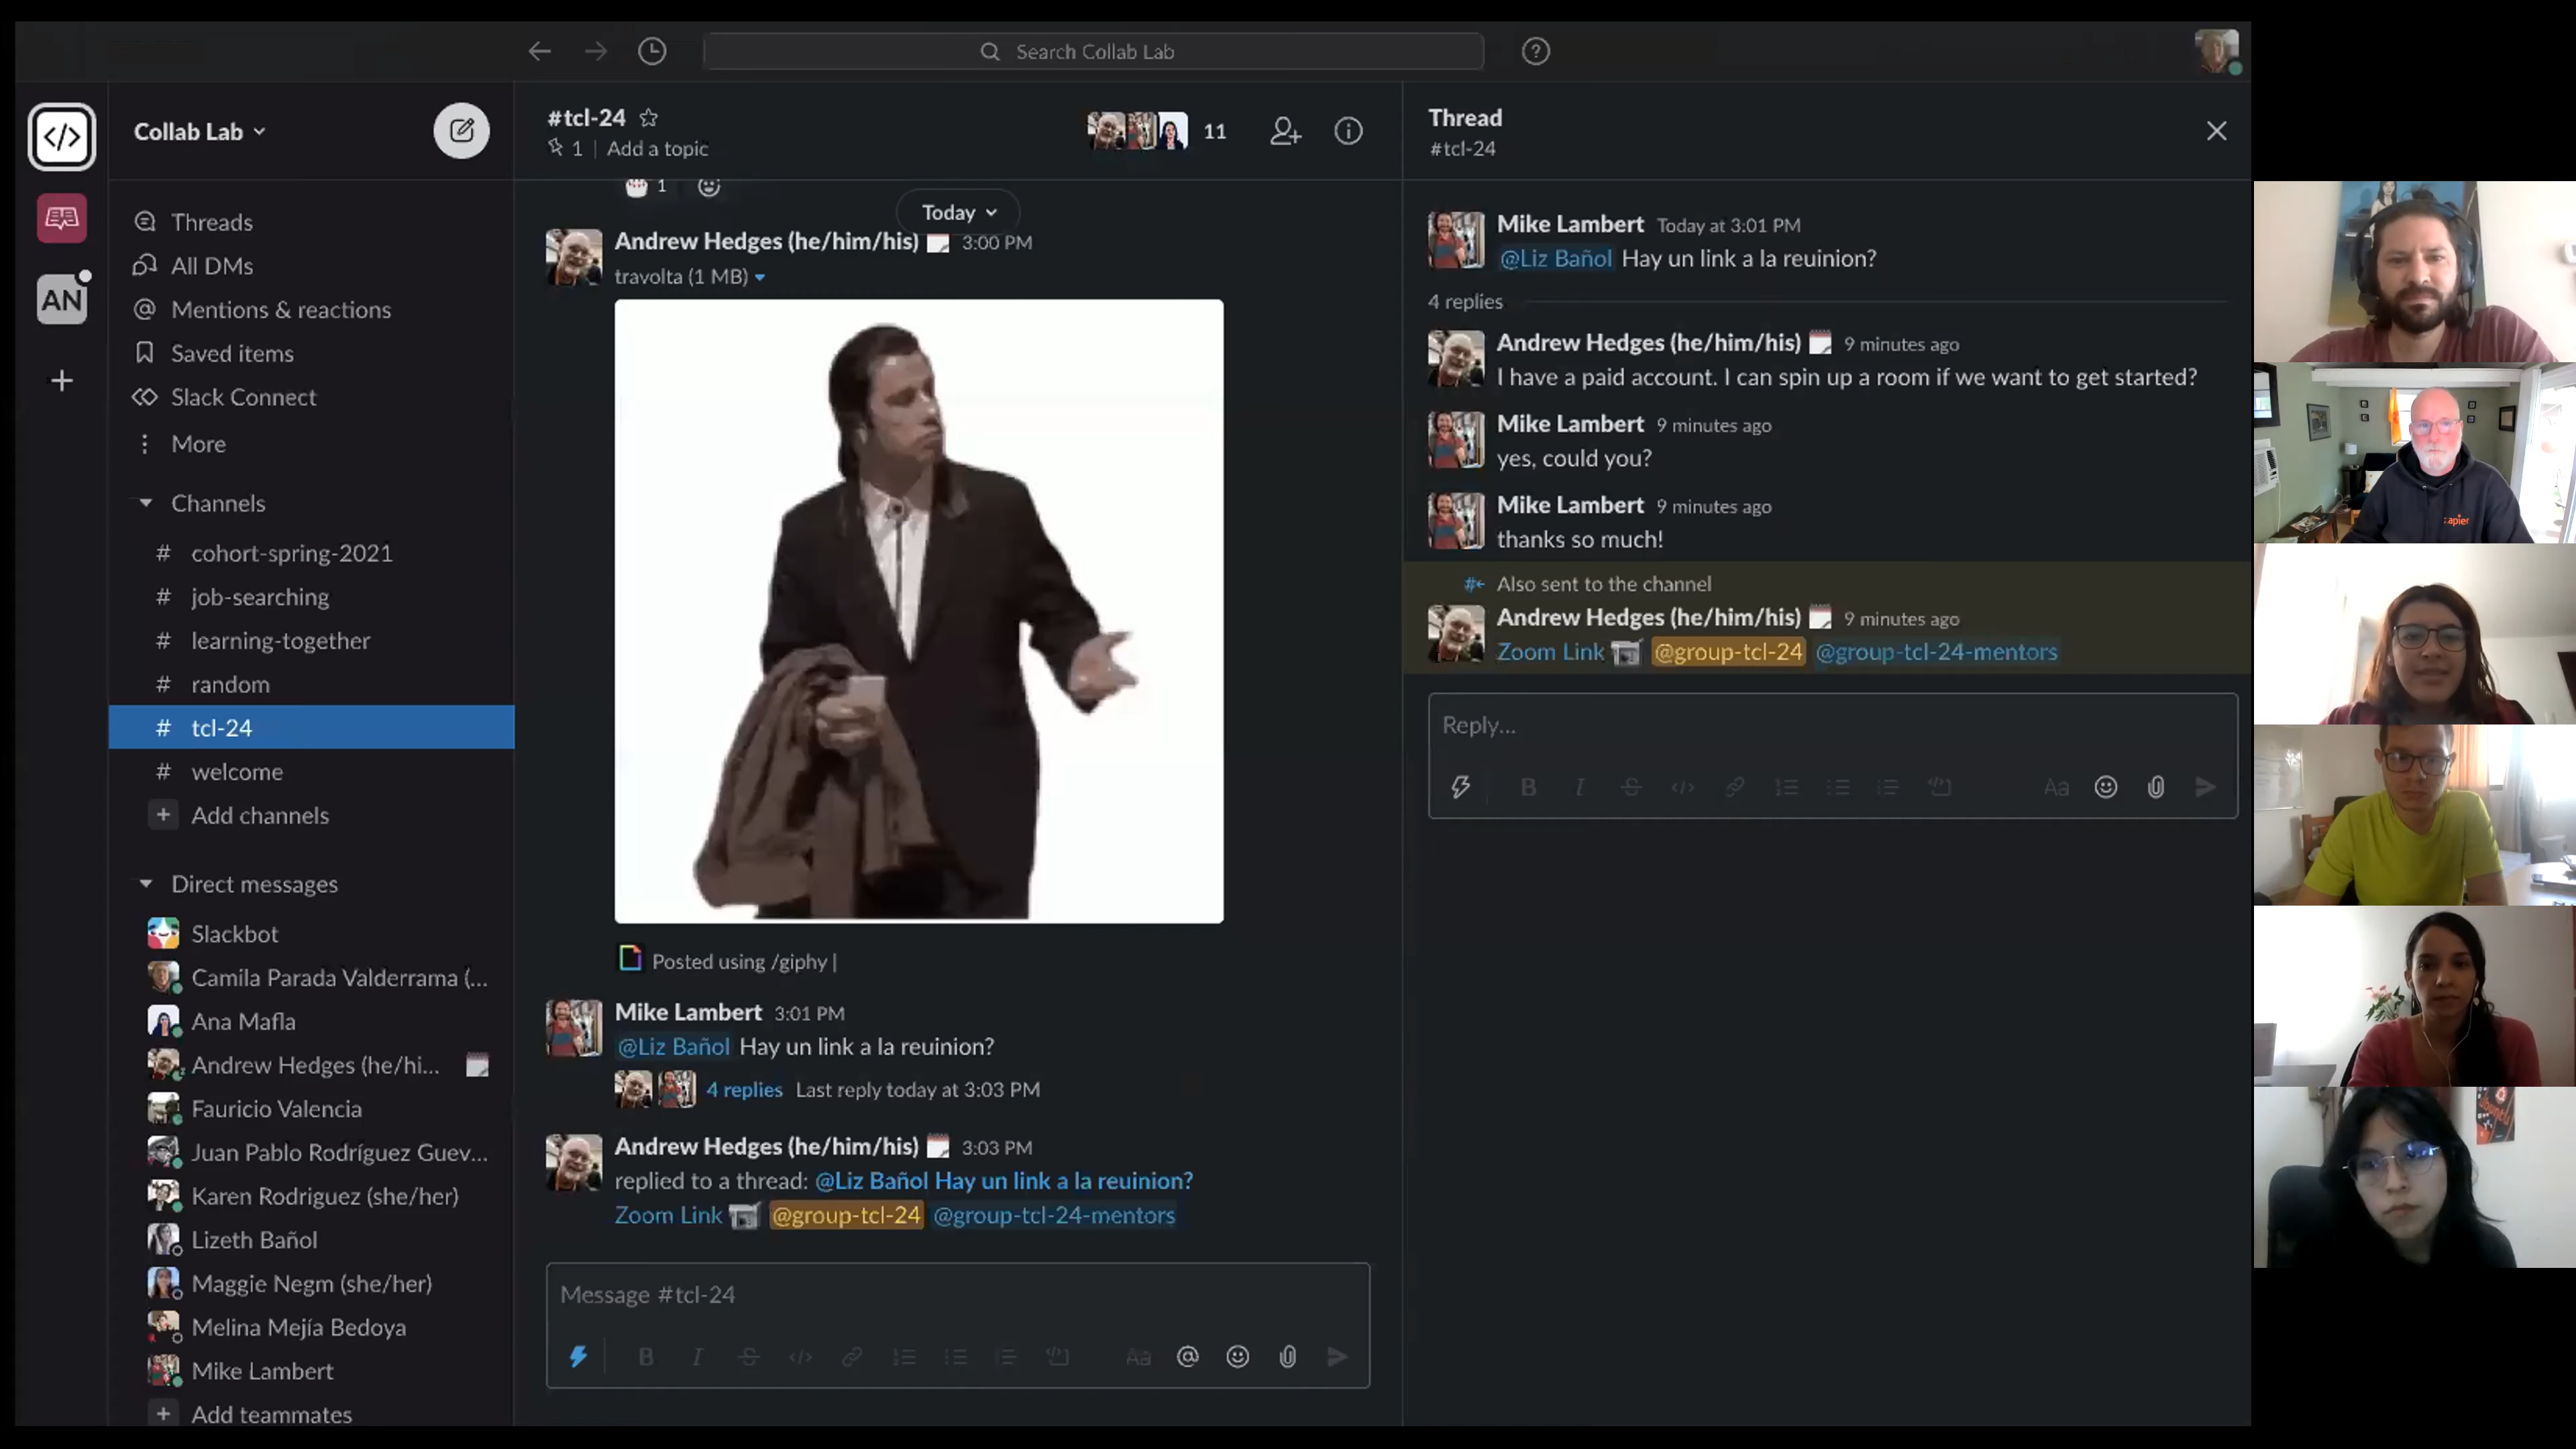 Search Collab Lab
Collab Lab
AN
Threads
All DMs
Mentions & reactions
Saved items
Slack Connect
More
Channels
# cohort-spring-2021
# job-searching
# learning-together
# random
# tcl-24
# welcome
+ Add channels
Direct messages
Slackbot
Camila Parada Valderrama (...
Ana Mafla
Andrew Hedges (he/hi...
Fauricio Valencia
Juan Pablo Rodríguez Guev...
Karen Rodriguez (she/her)
Lizeth Bañol
Maggie Negm (she/her)
Melina Mejía Bedoya
Mike Lambert
+ Add teammates
#tcl-24
1 | Add a topic
11
1
Today
Andrew Hedges (he/him/his) 3:00 PM
travolta (1 MB)
Posted using /giphy |
Mike Lambert 3:01 PM
@Liz Bañol Hay un link a la reuinion?
4 replies Last reply today at 3:03 PM
Andrew Hedges (he/him/his) 3:03 PM
replied to a thread: @Liz Bañol Hay un link a la reuinion?
Zoom Link @group-tcl-24 @group-tcl-24-mentors
Message #tcl-24
Aa
Thread
#tcl-24
Mike Lambert Today at 3:01 PM
@Liz Bañol Hay un link a la reuinion?
4 replies
Andrew Hedges (he/him/his) 9 minutes ago
I have a paid account. I can spin up a room if we want to get started?
Mike Lambert 9 minutes ago
yes, could you?
Mike Lambert 9 minutes ago
thanks so much!
Also sent to the channel
Andrew Hedges (he/him/his) 9 minutes ago
Zoom Link @group-tcl-24 @group-tcl-24-mentors
Reply...
Aa